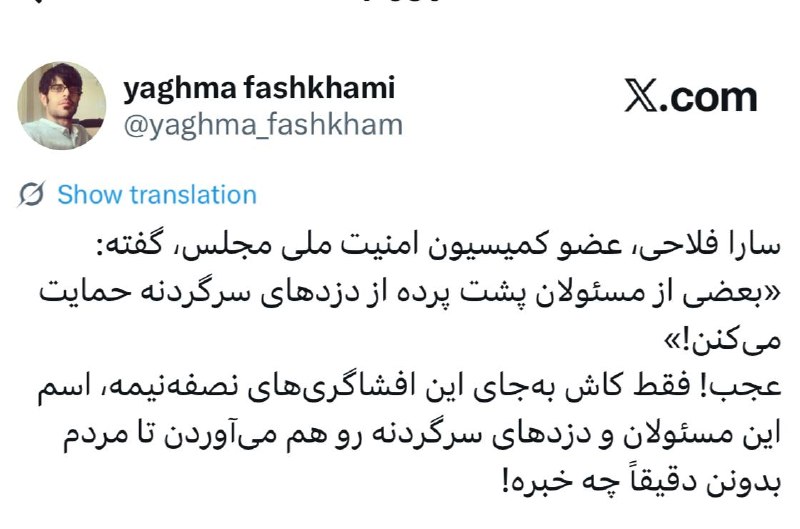 yaghma fashkhami
@yaghma_fashkham
X.com
Show translation
سارا فلاحی، عضو کمیسیون امنیت ملی مجلس، گفته:
«بعضی از مسئولان پشت پرده از دزدهای سرگردنه حمایت
می‌کنن!»
عجب! فقط کاش به‌جای این افشاگری‌های نصفه‌نیمه، اسم
این مسئولان و دزدهای سرگردنه رو هم می‌آوردن تا مردم
بدونن دقیقاً چه خبره!